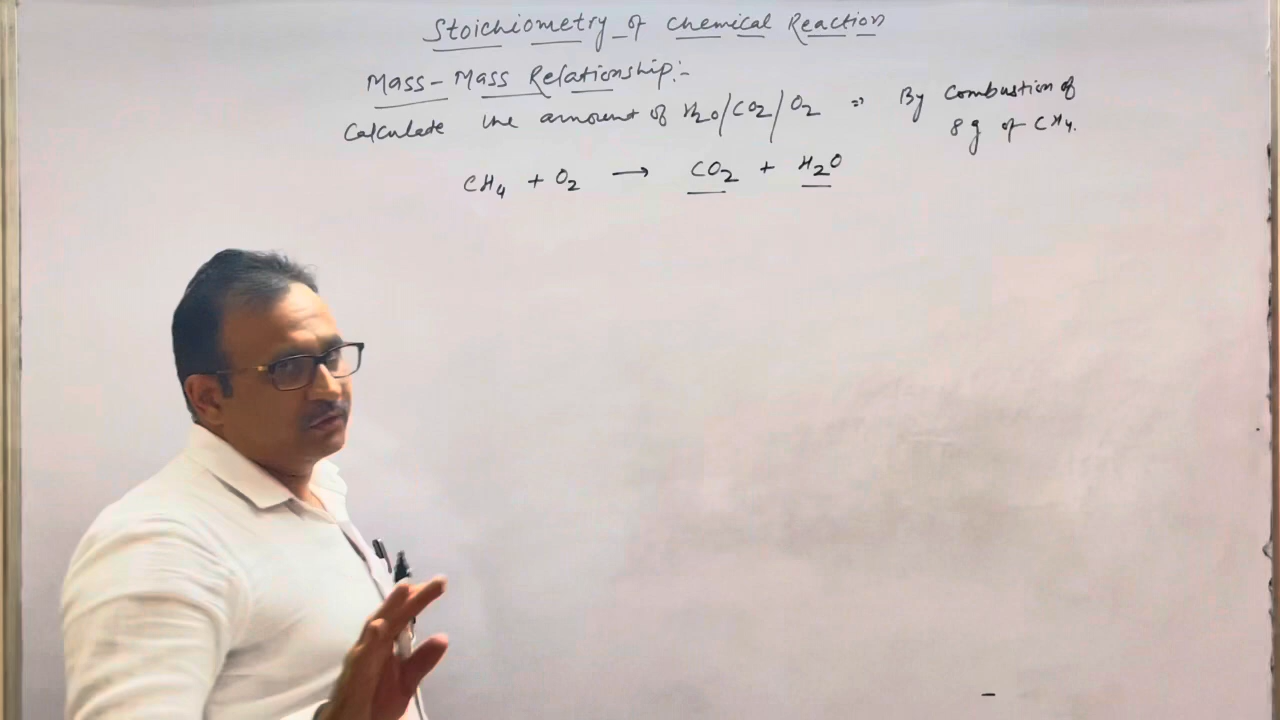 Stoichiometry of Chemical Reaction
Mass - Mass Relationship:-
Calculate the amount of H2O/CO2/O2 => By Combustion of
8 g of CH4.
CH4 + O2 → CO2 + H2O